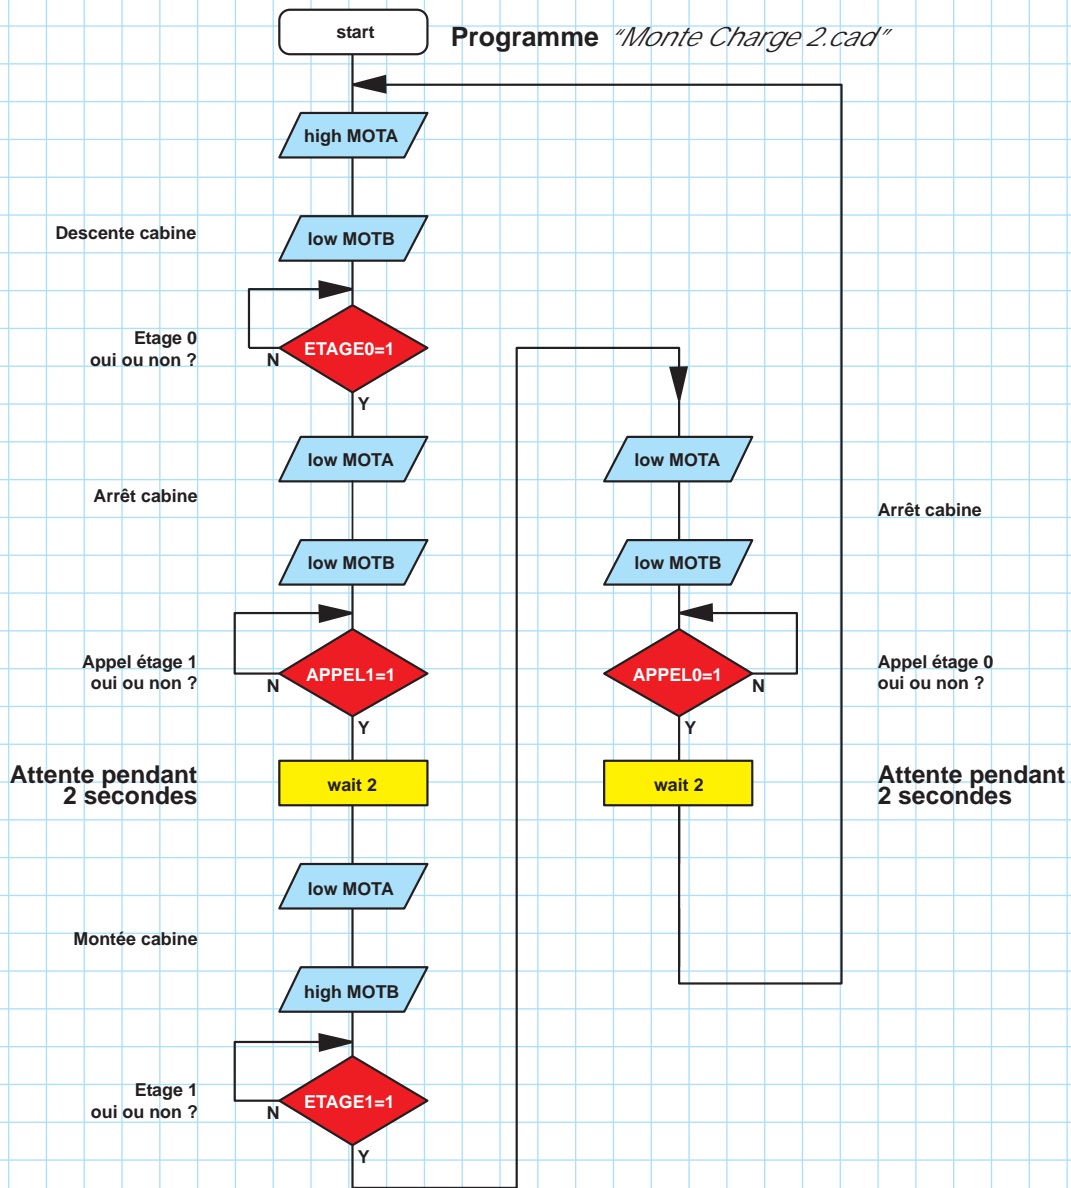 start
Programme “Monte Charge 2.cad”
high MOTA
Descente cabine
low MOTB
Etage 0
oui ou non ?
ETAGE0=1
N
Y
low MOTA
Arrêt cabine
low MOTB
Appel étage 1
oui ou non ?
APPEL1=1
N
Y
Attente pendant
2 secondes
wait 2
low MOTA
Montée cabine
high MOTB
Etage 1
oui ou non ?
ETAGE1=1
N
Y
low MOTA
Arrêt cabine
low MOTB
APPEL0=1
N
Appel étage 0
oui ou non ?
Y
wait 2
Attente pendant
2 secondes